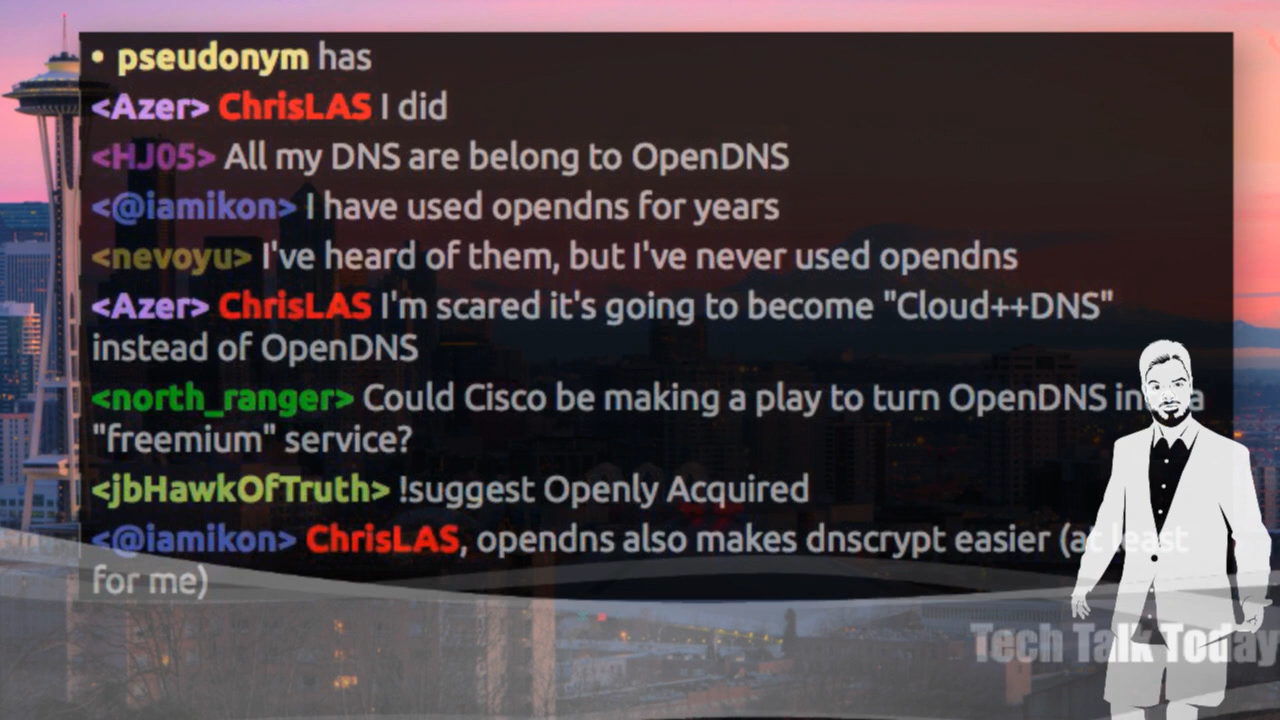 • pseudonym has
<Azer> ChrisLAS I did
<HJ05> All my DNS are belong to OpenDNS
<@iamikon> I have used opendns for years
<nevoyu> I've heard of them, but I've never used opendns
<Azer> ChrisLAS I'm scared it's going to become "Cloud++DNS"
instead of OpenDNS
<north_ranger> Could Cisco be making a play to turn OpenDNS in a
"freemium" service?
<jbHawkOfTruth> !suggest Openly Acquired
<@iamikon> ChrisLAS, opendns also makes dnscrypt easier (at least
for me)
Tech Talk Today